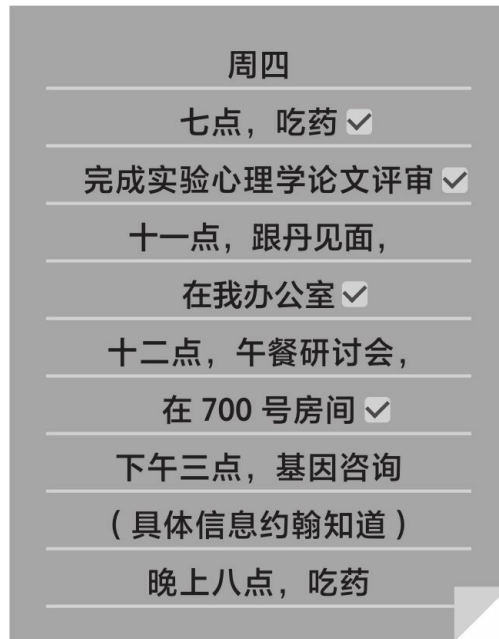 周四
七点，吃药 ✓
完成实验心理学论文评审 ✓
十一点，跟丹见面，
在我办公室 ✓
十二点，午餐研讨会，
在 700 号房间 ✓
下午三点，基因咨询
（具体信息约翰知道）
晚上八点，吃药